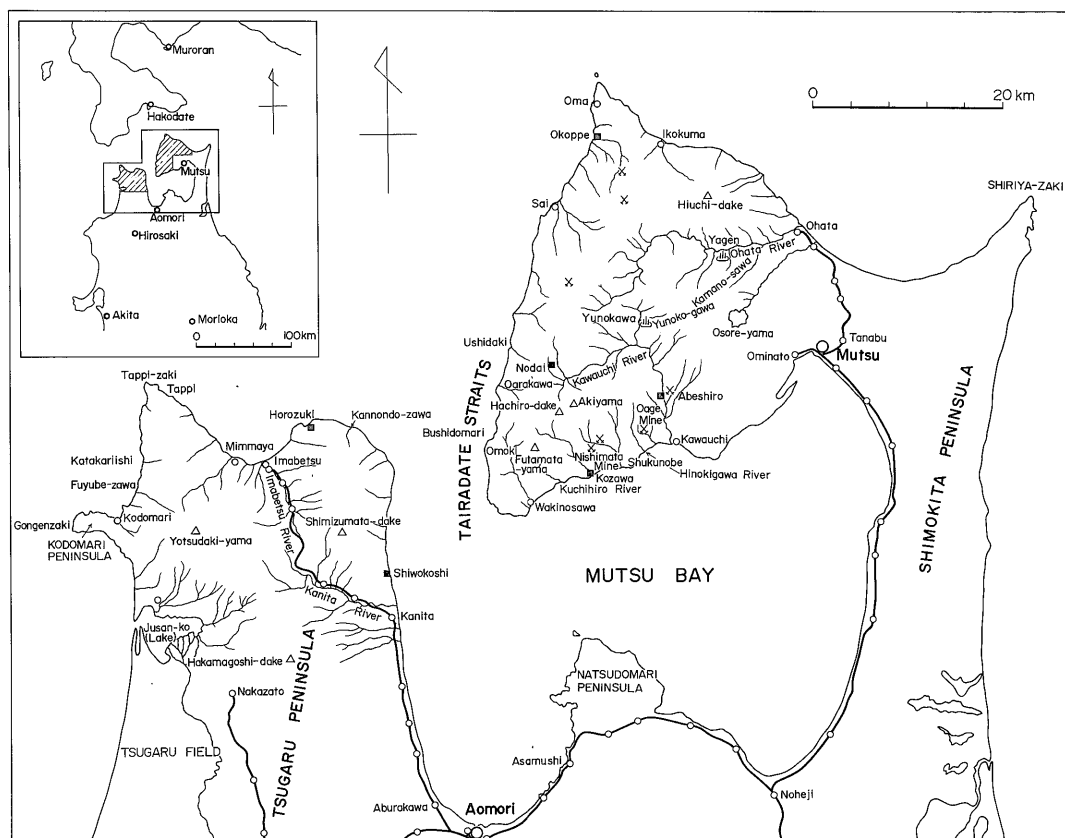 Muroran
Hakodate
Mutsu
Aomori
Hirosaki
Akita
Morioka
0 100km
0 20 km
Oma
Okoppe
Ikokuma
SHIRIYA-ZAKI
Hiuchi-dake
Sai
Ohata
Yagen
Ohata River
Kamano-sawa
Yunokawa
Yunoko-gawa
Osore-yama
Tanabu
Ushidaki
Ominato
Mutsu
Nodai
Kawauchi River
Oarakawa
Abeshiro
Hachiro-dake
Akiyama
Oage
Mine
Bushidomari
Kawauchi
Omoki
Futamata
-yama
Nishimata
Mine
Shukunobe
Hinokigawa River
Kozawa
Kuchihiro River
Wakinosawa
TAIRADATE STRAITS
SHIMOKITA PENINSULA
MUTSU BAY
Tappi-zaki
Tappi
Horozuki
Kannondo-zawa
Mimmaya
Imabetsu
Katakariishi
Imabetsu
River
Fuyube-zawa
Gongenzaki
Kodomari
Shimizumata-dake
KODOMARI
PENINSULA
Yotsudaki-yama
Shiwokoshi
Kanita
River
Kanita
Jusan-ko
(Lake)
Hakamagoshi-dake
TSUGARU PENINSULA
Nakazato
NATSUDOMARI
PENINSULA
TSUGARU FIELD
Asamushi
Aburakawa
Aomori
Noheji